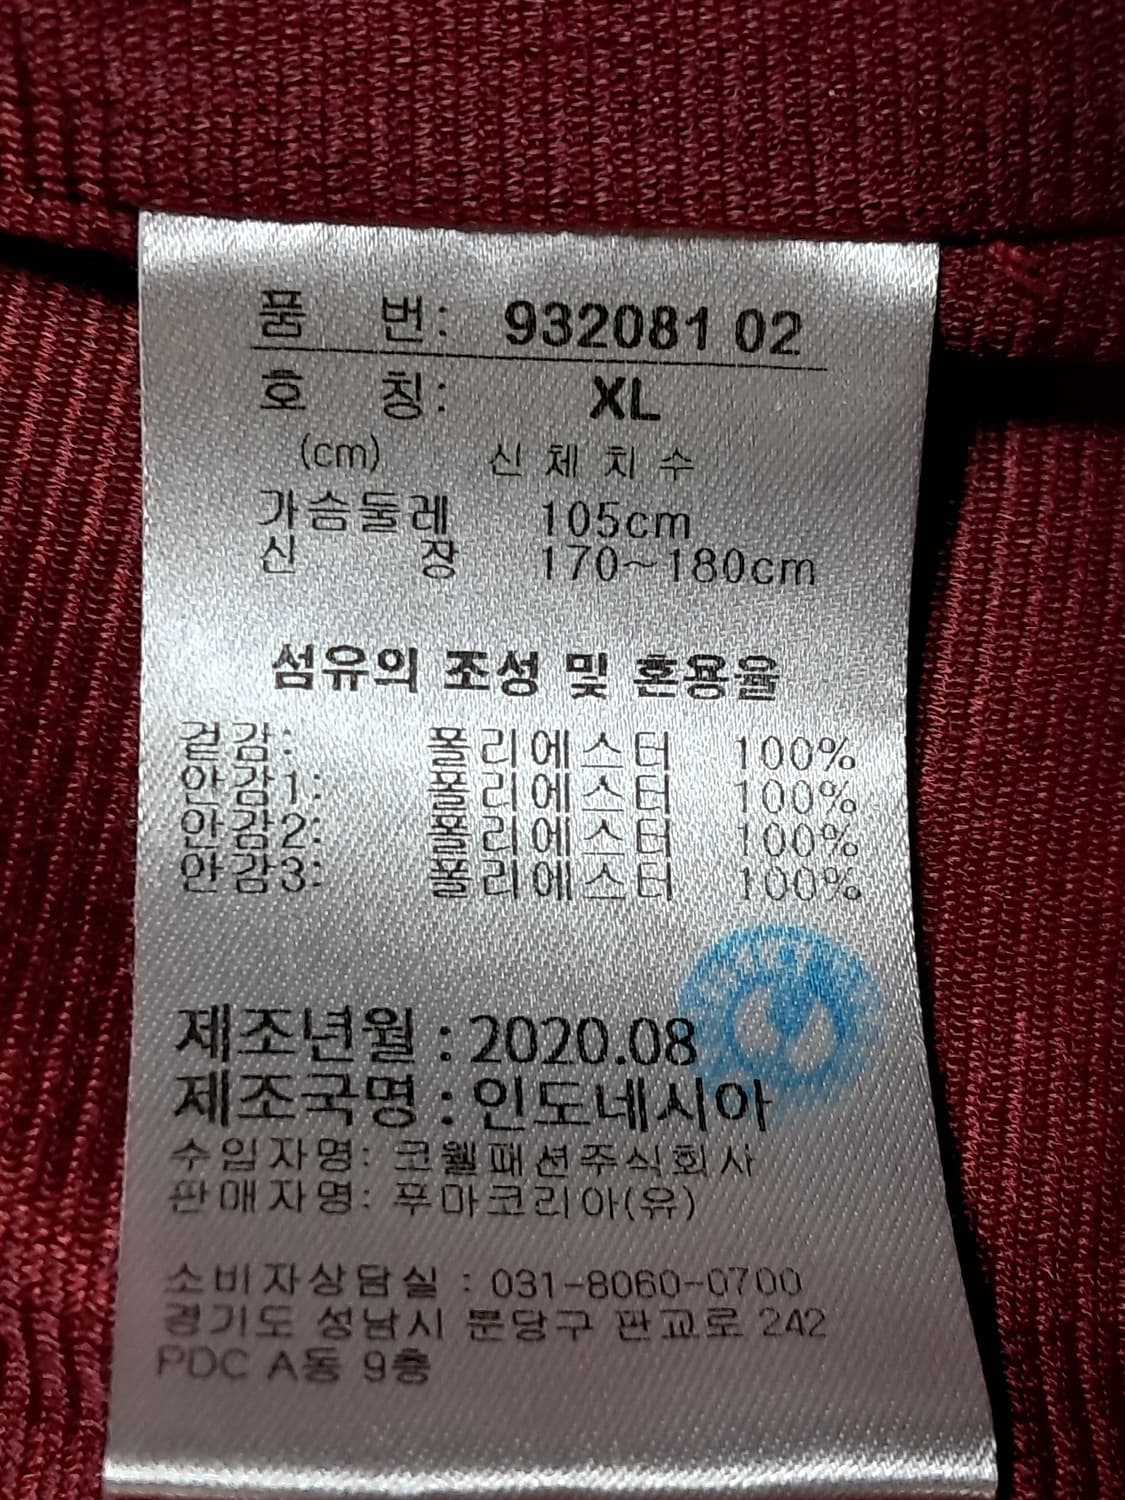 품 번: 932081 02
호 칭: XL
(cm) 신체치수
가슴둘레 105cm
신 장 170~180cm
섬유의 조성 및 혼용율
겉감: 폴리에스터 100%
안감1: 폴리에스터 100%
안감2: 폴리에스터 100%
안감3: 폴리에스터 100%
제조년월 : 2020.08
제조국명 : 인도네시아
수입자명: 코웰패션주식회사
판매자명: 푸마코리아(유)
소비자상담실 : 031-8060-0700
경기도 성남시 분당구 판교로 242
PDC A동 9층